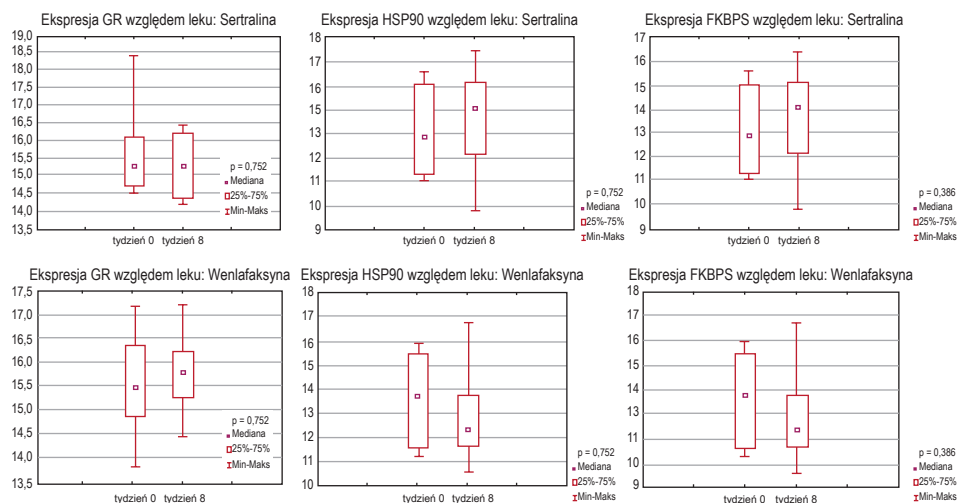 Ekspresja GR względem leku: Sertralina
19,0
18,5
18,0
17,5
17,0
16,5
16,0
15,5
15,0
14,5
14,0
13,5
p = 0,752
Mediana
25%-75%
Min-Maks
tydzień 0 tydzień 8
Ekspresja HSP90 względem leku: Sertralina
18
17
16
15
13
12
11
10
9
p = 0,752
Mediana
25%-75%
Min-Maks
tydzień 0 tydzień 8
Ekspresja FKBPS względem leku: Sertralina
17
16
15
14
13
12
11
10
9
p = 0,386
Mediana
25%-75%
Min-Maks
tydzień 0 tydzień 8
Ekspresja GR względem leku: Wenlafaksyna
17,5
17,0
16,5
16,0
15,5
15,0
14,5
14,0
13,5
p = 0,752
Mediana
25%-75%
Min-Maks
tydzień 0 tydzień 8
Ekspresja HSP90 względem leku: Wenlafaksyna
18
17
16
15
14
13
12
11
10
p = 0,752
Mediana
25%-75%
Min-Maks
tydzień 0 tydzień 8
Ekspresja FKBPS względem leku: Wenlafaksyna
18
16
15
14
13
12
11
10
9
p = 0,386
Mediana
25%-75%
Min-Maks
tydzień 0 tydzień 8